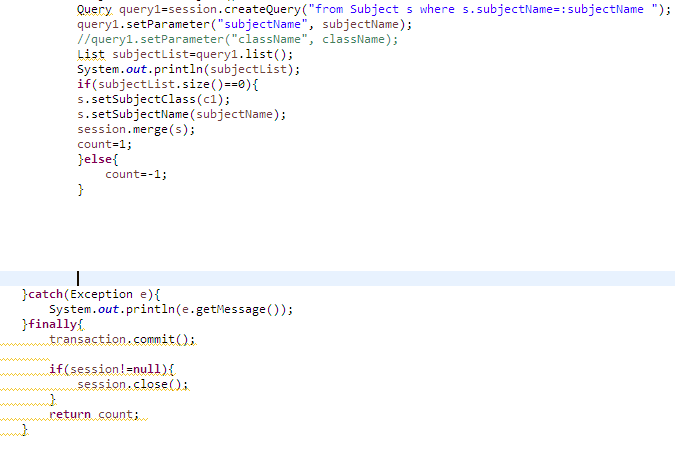 Query query1=session.createQuery("from Subject s where s.subjectName=:subjectName ");
query1.setParameter("subjectName", subjectName);
//query1.setParameter("className", className);
List subjectList=query1.list();
System.out.println(subjectList);
if(subjectList.size()==0){
s.setSubjectClass(c1);
s.setSubjectName(subjectName);
session.merge(s);
count=1;
}else{
count=-1;
}
}catch(Exception e){
System.out.println(e.getMessage());
}finally{
transaction.commit();
if(session!=null){
session.close();
}
return count;
}